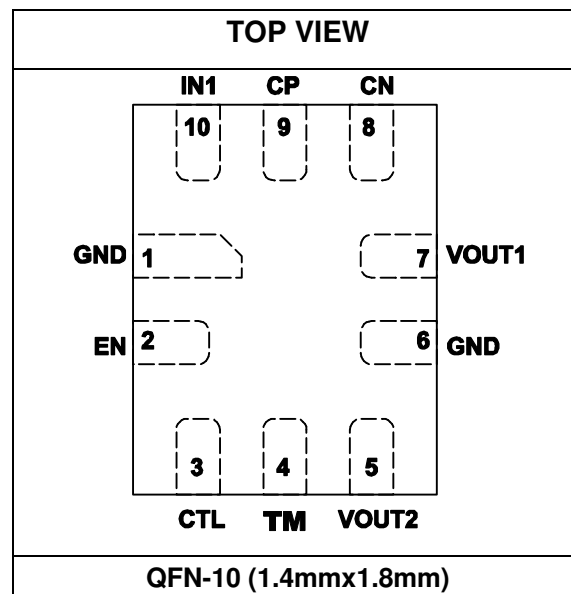 TOP VIEW
IN1 CP CN
10 9 8
GND 1 7 VOUT1
EN 2 6 GND
3 4 5
CTL TM VOUT2
QFN-10 (1.4mmx1.8mm)